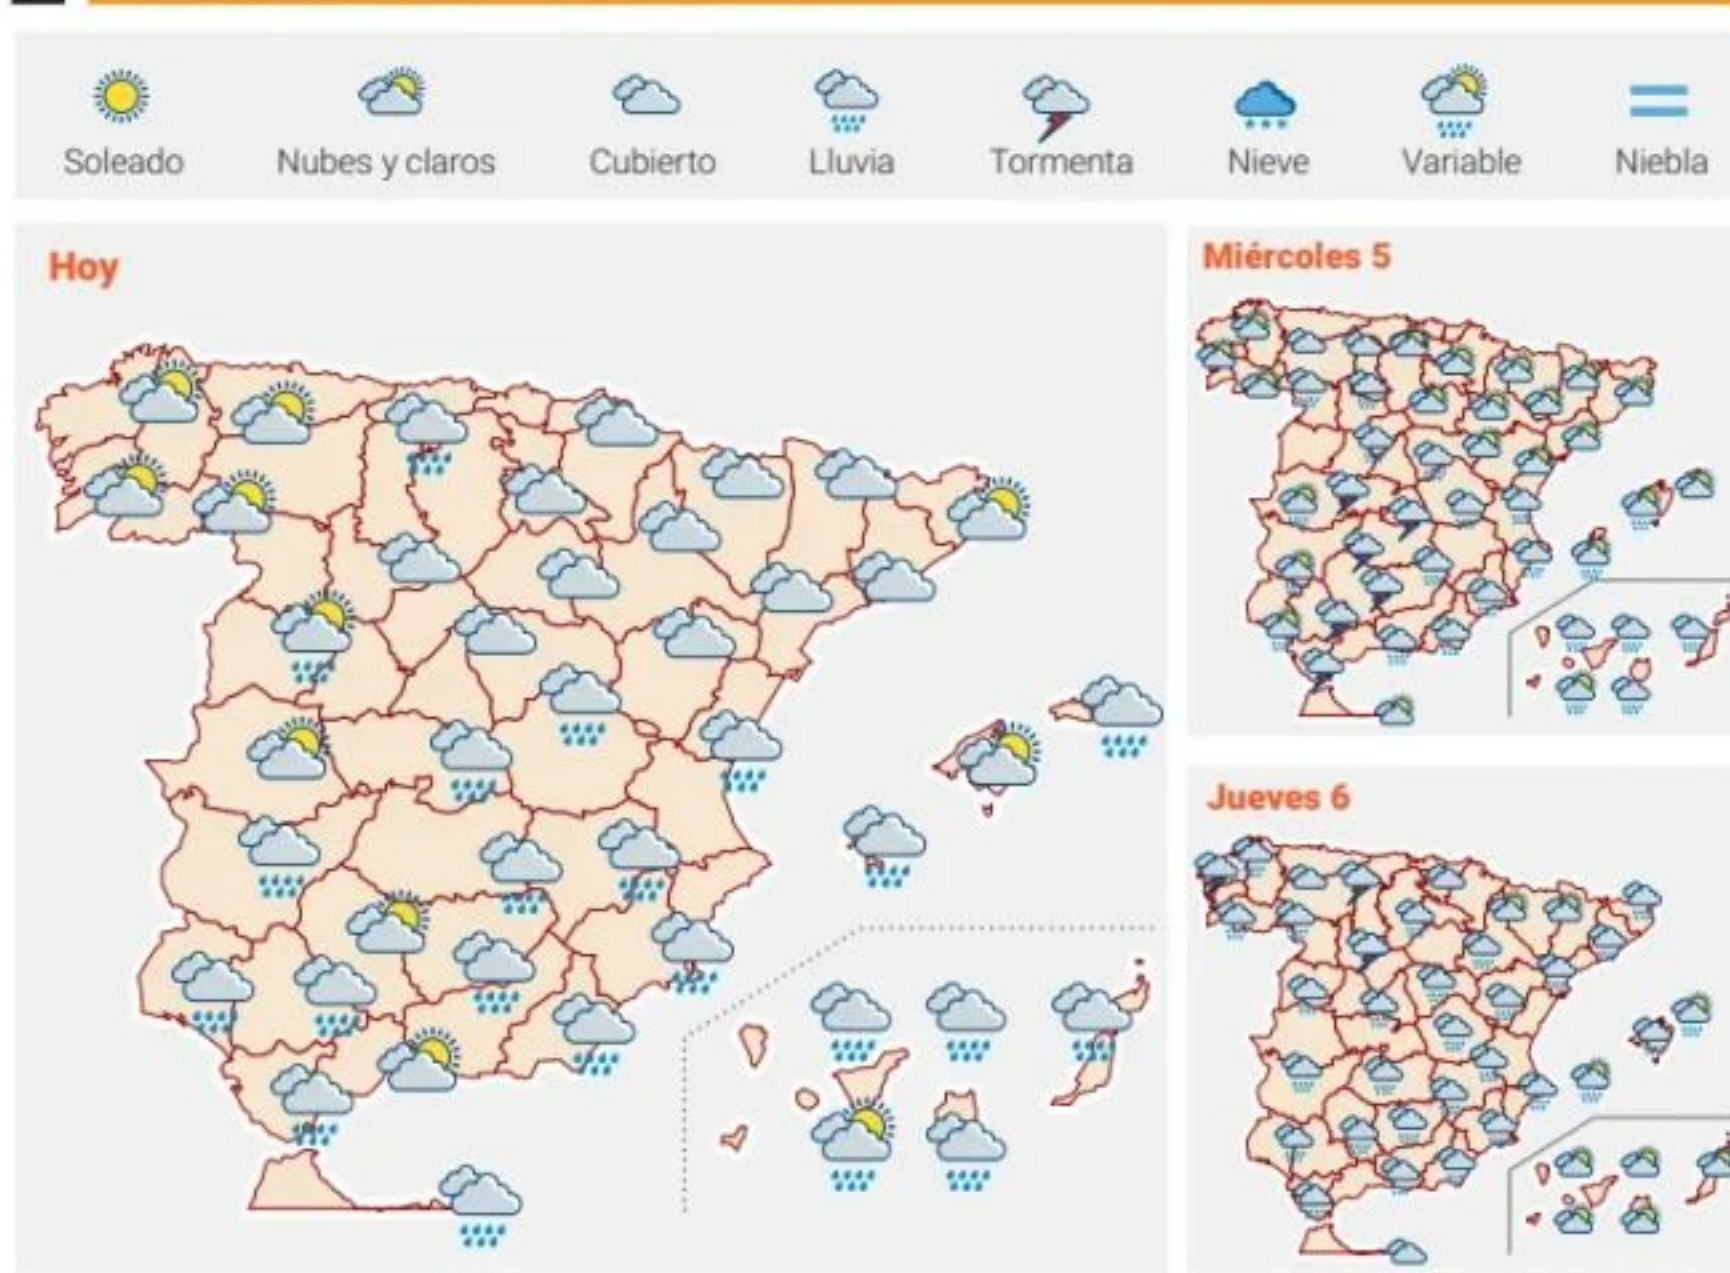 Soleado
Nubes y claros
Cubierto
Lluvia
Tormenta
Nieve
Variable
Niebla
Hoy
Miércoles 5
Jueves 6